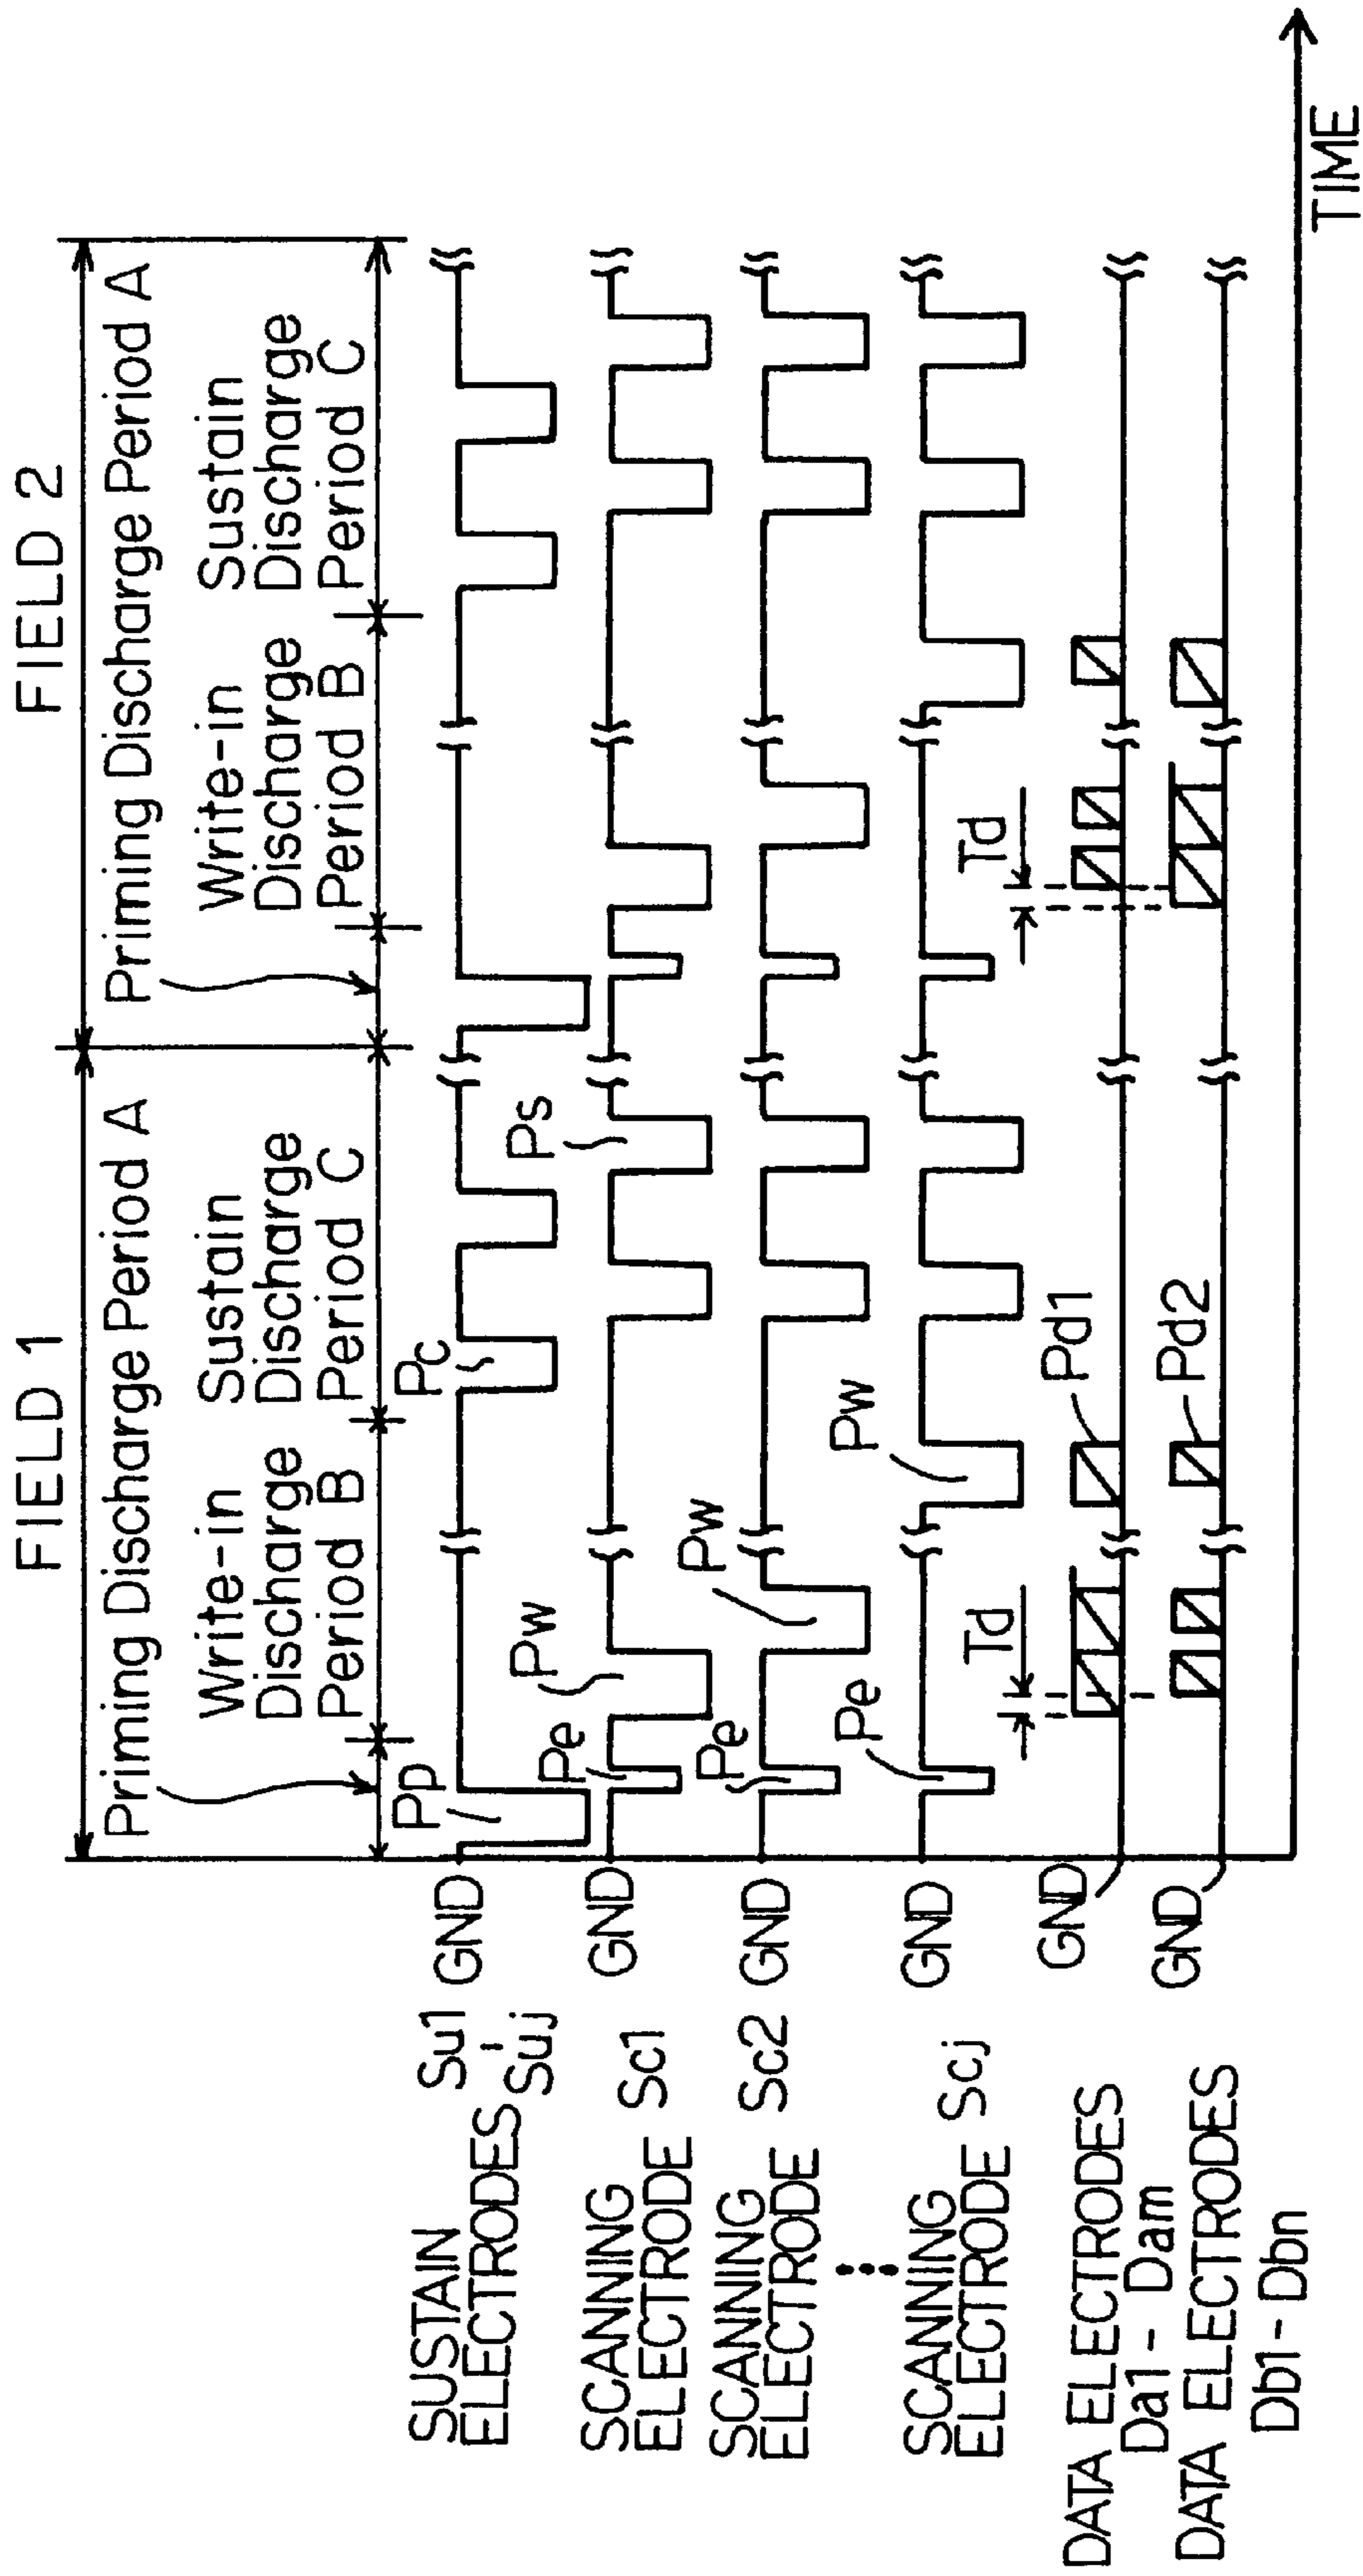 FIELD 1
FIELD 2
Priming Discharge Period A
Priming Discharge Period A
Write-in
Discharge
Period B
Sustain
Discharge
Period C
Write-in
Discharge
Period B
Sustain
Discharge
Period C
SUSTAIN
ELECTRODES
Su1
-
Suj
GND
Pp
Pc
SCANNING
ELECTRODE Sc1
GND
Pe
Pw
Ps
SCANNING
ELECTRODE Sc2
GND
Pe
Pw
SCANNING
ELECTRODE Scj
GND
Pe
Pw
Td
Td
DATA ELECTRODES
Da1 - Dam
GND
Pd1
DATA ELECTRODES
Db1 - Dbn
GND
Pd2
TIME